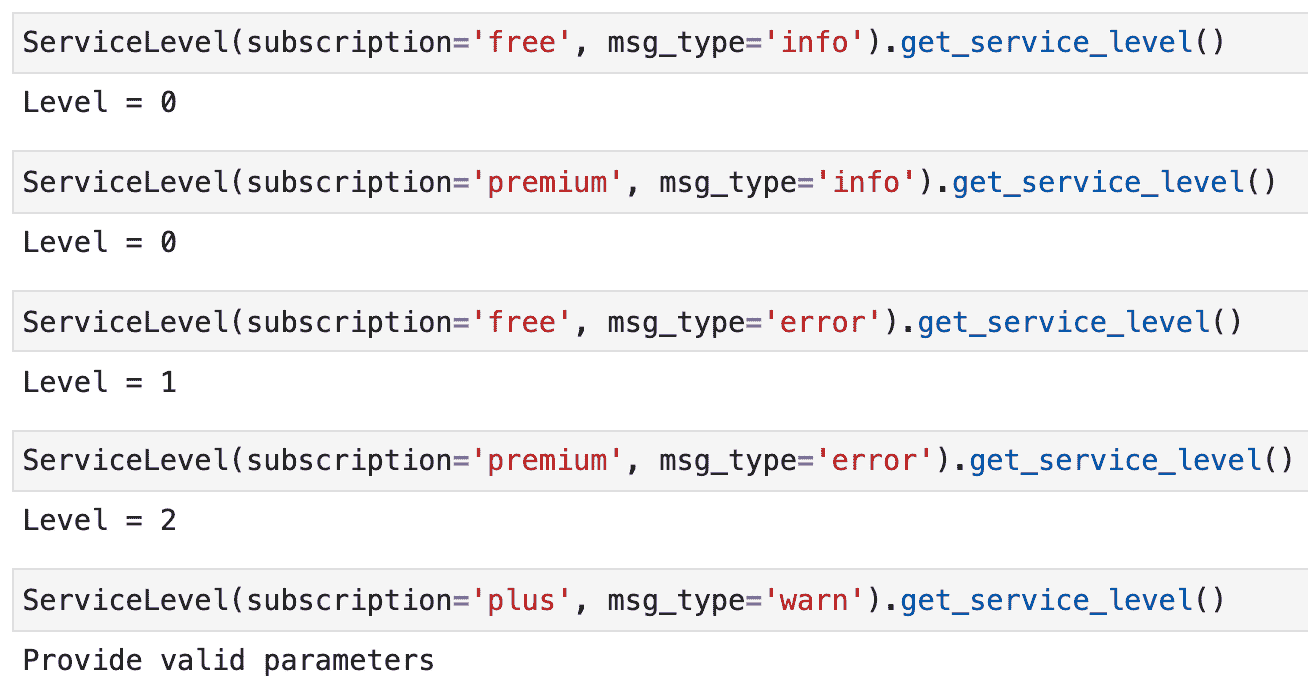 ServiceLevel(subscription='free', msg_type='info').get_service_level()
Level = 0
ServiceLevel(subscription='premium', msg_type='info').get_service_level()
Level = 0
ServiceLevel(subscription='free', msg_type='error').get_service_level()
Level = 1
ServiceLevel(subscription='premium', msg_type='error').get_service_level()
Level = 2
ServiceLevel(subscription='plus', msg_type='warn').get_service_level()
Provide valid parameters